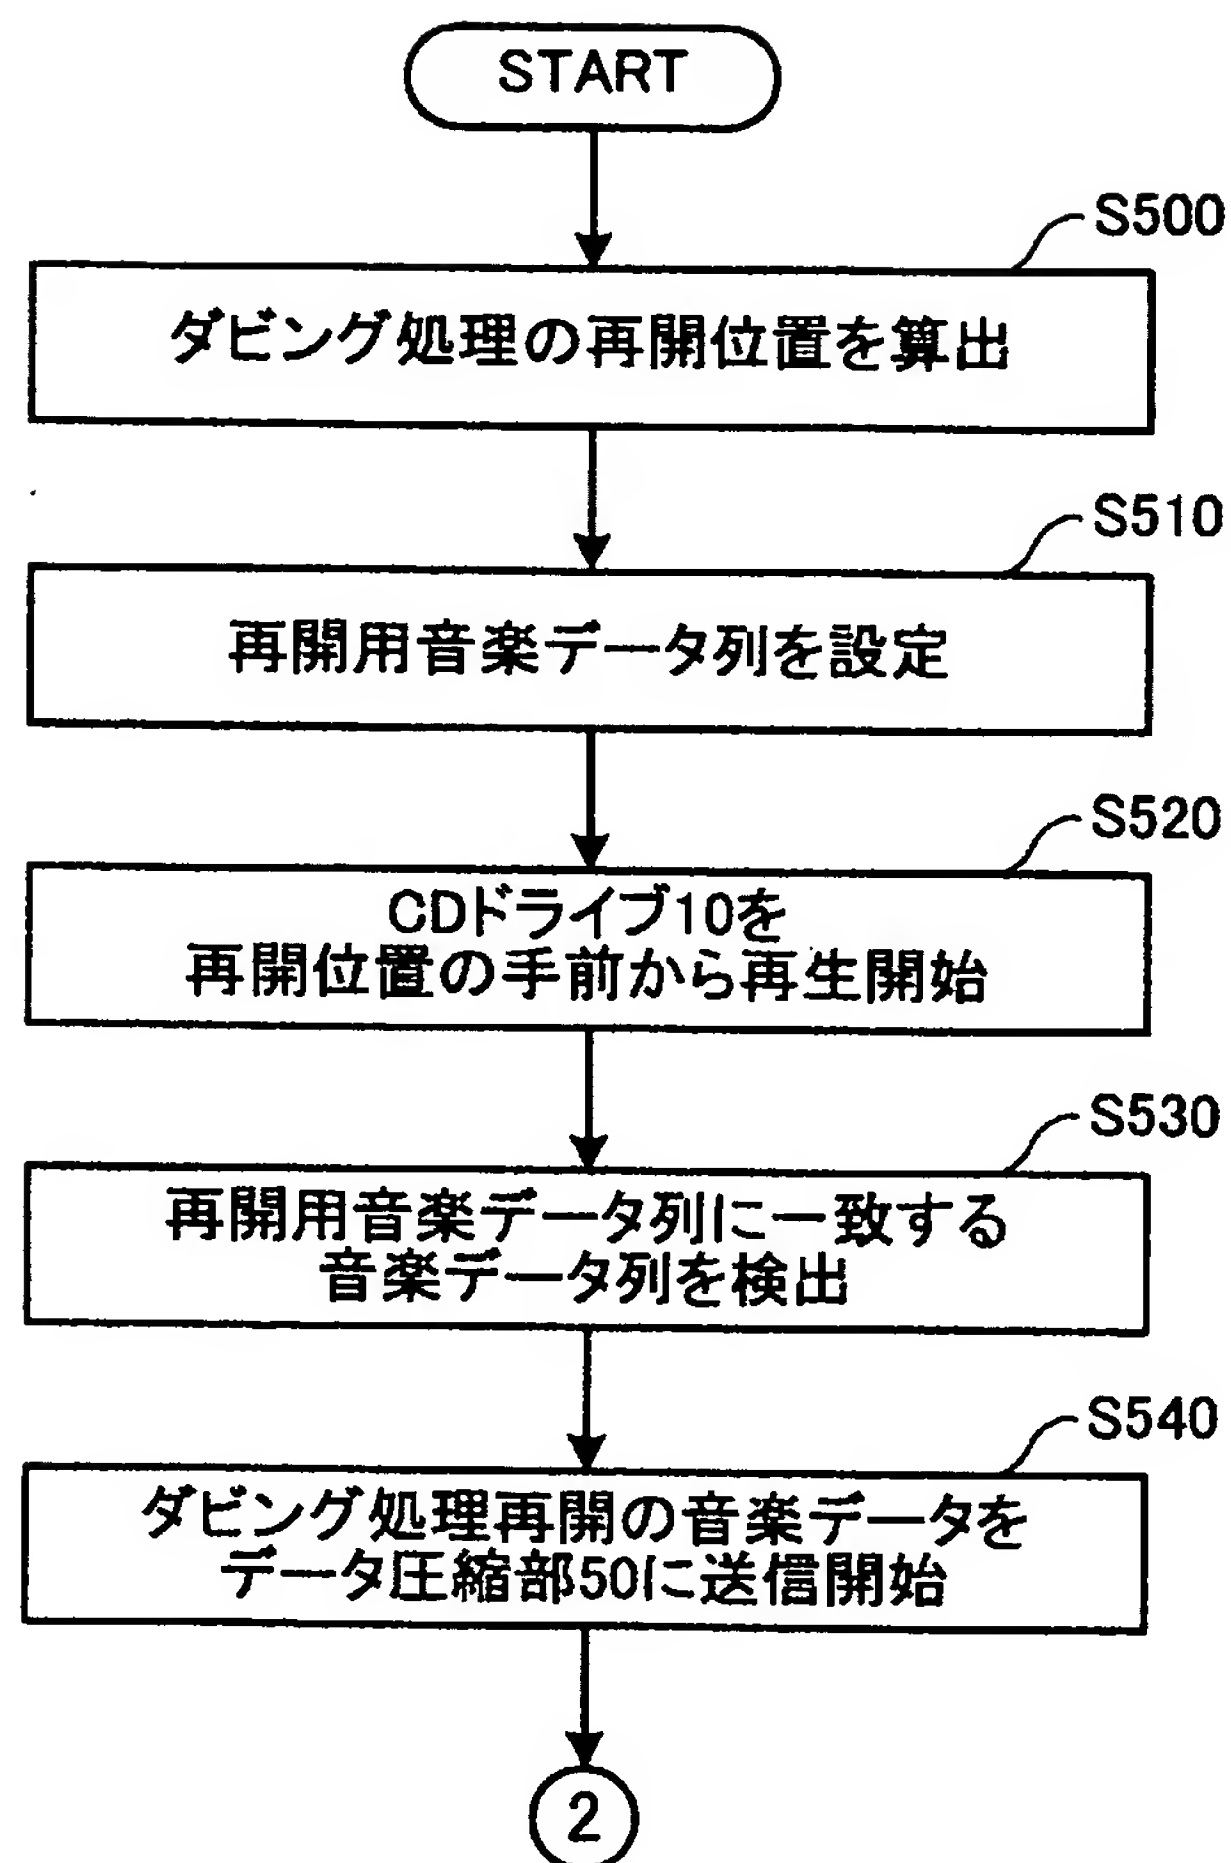 START
S500
ダビング処理の再開位置を算出
S510
再開用音楽データ列を設定
S520
CDドライブ10を
再開位置の手前から再生開始
S530
再開用音楽データ列に一致する
音楽データ列を検出
S540
ダビング処理再開の音楽データを
データ圧縮部50に送信開始
2